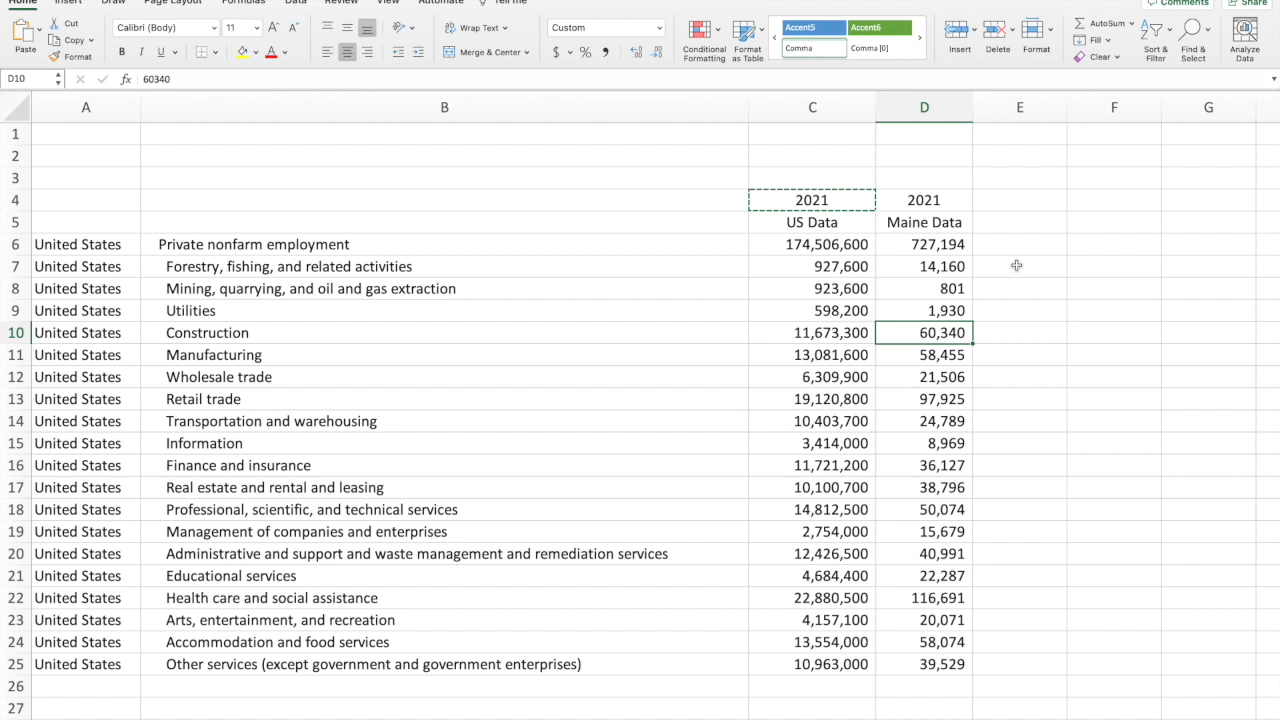 Home Insert Draw Page Layout Formulas Data Review View Automate Tell me Comments Share
Paste Cut Copy Format Calibri (Body) 11 A A B I U A ab Wrap Text Merge & Center Custom $ % Conditional Formatting Format as Table Accent5 Accent6 Comma Comma [0] Insert Delete Format AutoSum Fill Clear Sort & Filter Find & Select Analyze Data
D10 fx 60340
A B C D E F G
1
2
3
4 2021 2021
5 US Data Maine Data
6 United States Private nonfarm employment 174,506,600 727,194
7 United States Forestry, fishing, and related activities 927,600 14,160
8 United States Mining, quarrying, and oil and gas extraction 923,600 801
9 United States Utilities 598,200 1,930
10 United States Construction 11,673,300 60,340
11 United States Manufacturing 13,081,600 58,455
12 United States Wholesale trade 6,309,900 21,506
13 United States Retail trade 19,120,800 97,925
14 United States Transportation and warehousing 10,403,700 24,789
15 United States Information 3,414,000 8,969
16 United States Finance and insurance 11,721,200 36,127
17 United States Real estate and rental and leasing 10,100,700 38,796
18 United States Professional, scientific, and technical services 14,812,500 50,074
19 United States Management of companies and enterprises 2,754,000 15,679
20 United States Administrative and support and waste management and remediation services 12,426,500 40,991
21 United States Educational services 4,684,400 22,287
22 United States Health care and social assistance 22,880,500 116,691
23 United States Arts, entertainment, and recreation 4,157,100 20,071
24 United States Accommodation and food services 13,554,000 58,074
25 United States Other services (except government and government enterprises) 10,963,000 39,529
26
27